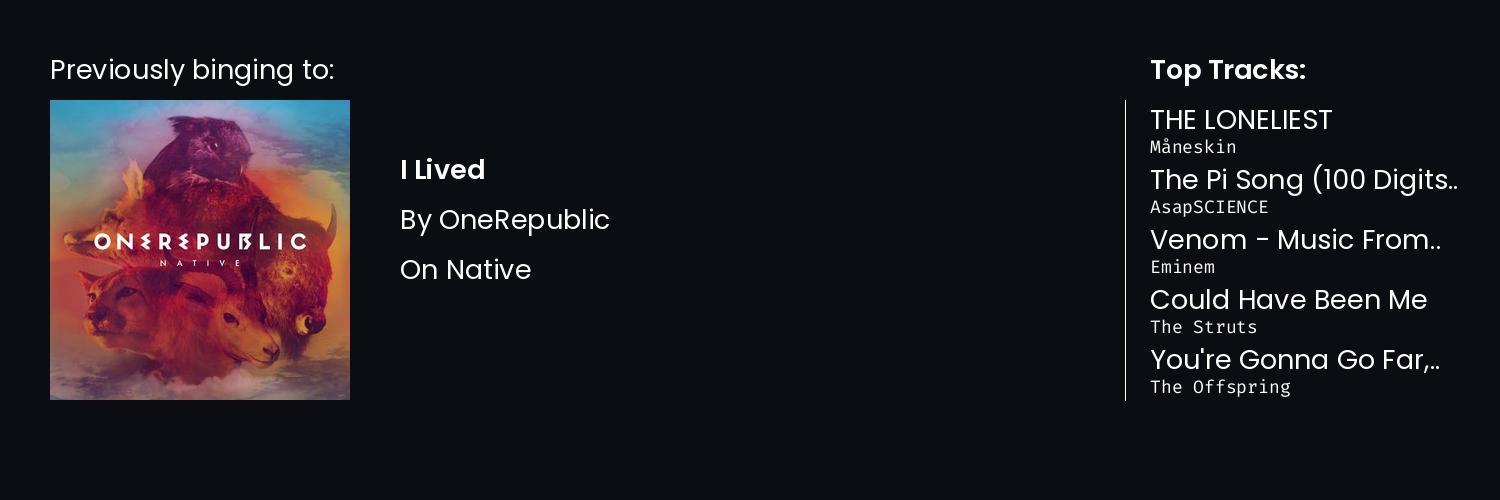 Previously binging to:
ONEREPUBLIC
NATIVE
I Lived
By OneRepublic
On Native
Top Tracks:
THE LONELIEST
Måneskin
The Pi Song (100 Digits..
AsapSCIENCE
Venom - Music From..
Eminem
Could Have Been Me
The Struts
You're Gonna Go Far,..
The Offspring